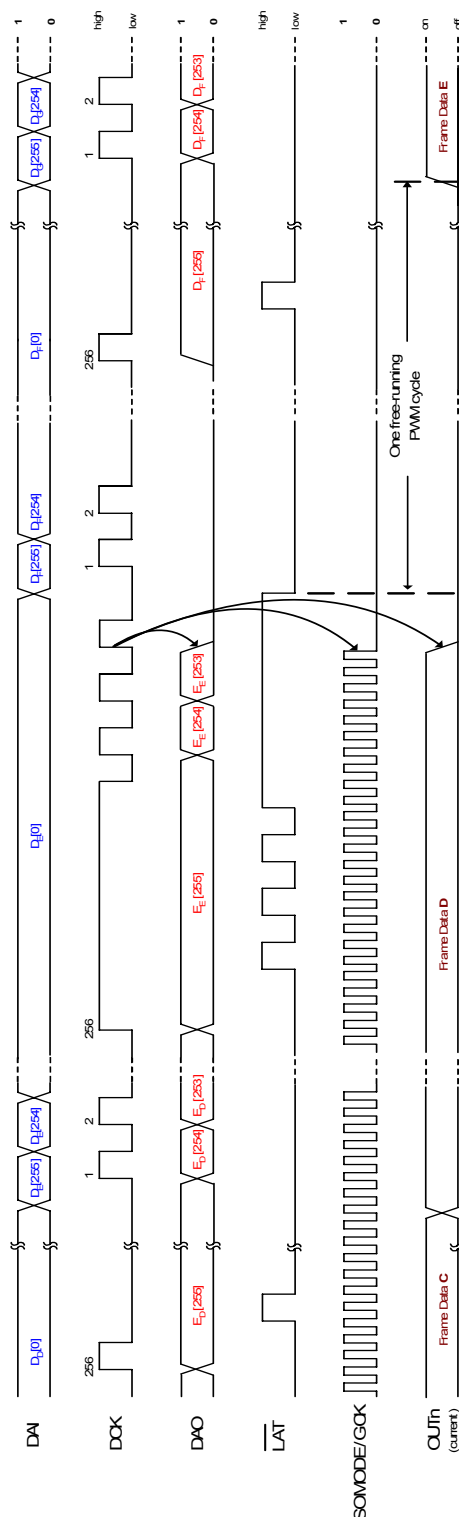 DAI D_D[0] D_E[255] D_E[254] D_E[0] D_F[255] D_F[254] D_F[0] D_G[255] D_G[254] 1 0
DCK 256 1 2 256 1 2 256 1 2 high low
DAO E_D[255] E_D[254] E_D[253] E_E[255] E_E[254] E_E[253] D_F[255] D_F[254] D_F[253] 1 0
LAT high low
SOMODE/GCK 1 0
One free-running
PWM cycle
OUTn Frame Data C Frame Data D Frame Data E on off
(current)